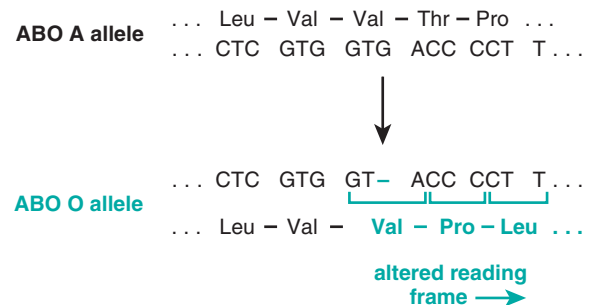 . . . Leu – Val – Val – Thr – Pro . . .
ABO A allele
. . . CTC GTG GTG ACC CCT T . . .
. . . CTC GTG GT– ACC CCT T . . .
ABO O allele
. . . Leu – Val – Val – Pro – Leu . . .
altered reading
frame